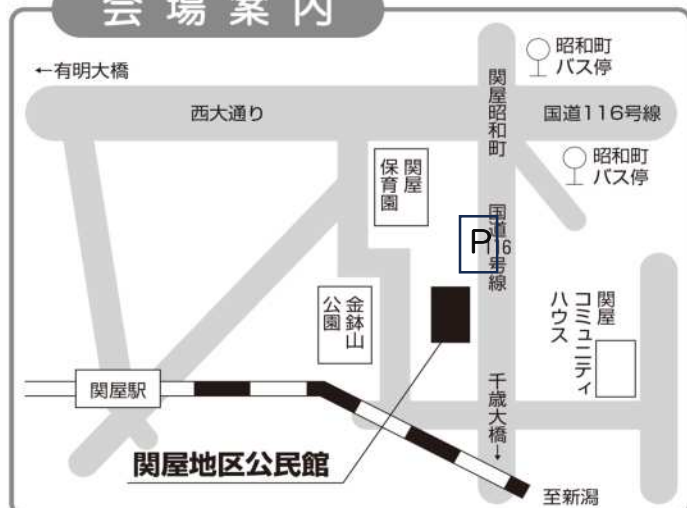 会場案内
←有明大橋
昭和町
バス停
西大通り
関屋昭和町
国道116号線
昭和町
バス停
関屋
保育園
国道116号線
P
金鉢山
公園
関屋
コミュニティ
ハウス
関屋駅
千歳大橋→
関屋地区公民館
至新潟